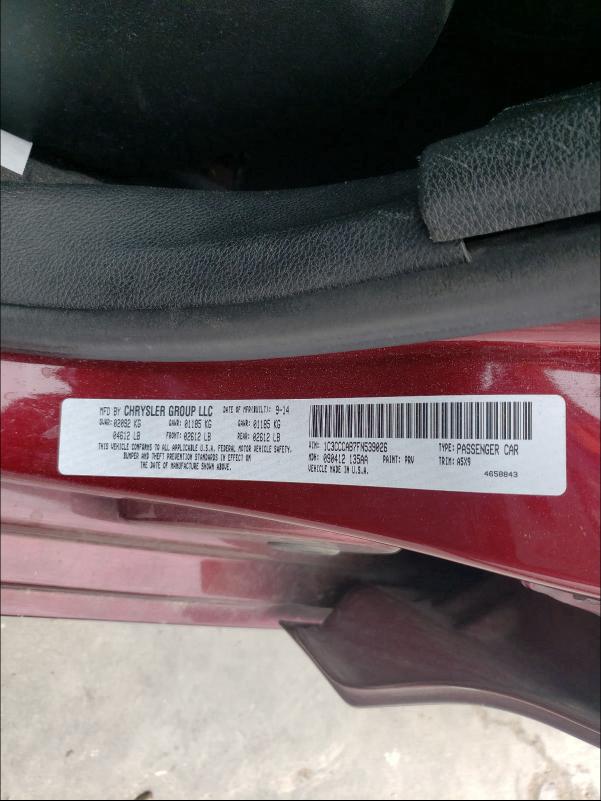 MFD BY CHRYSLER GROUP LLC DATE OF MFR(BUILT): 9-14
GVWR: 02092 KG GAWR: 01185 KG GAWR: 01185 KG
04612 LB FRONT: 02612 LB REAR: 02612 LB
THIS VEHICLE CONFORMS TO ALL APPLICABLE U.S.A. FEDERAL MOTOR VEHICLE SAFETY,
BUMPER AND THEFT PREVENTION STANDARDS IN EFFECT ON
THE DATE OF MANUFACTURE SHOWN ABOVE.
VIN: 1C3CCCAB7FN539026 TYPE: PASSENGER CAR
MDH: 090412 135AA PAINT: PRV TRIM: A5X9
VEHICLE MADE IN U.S.A. 4658843